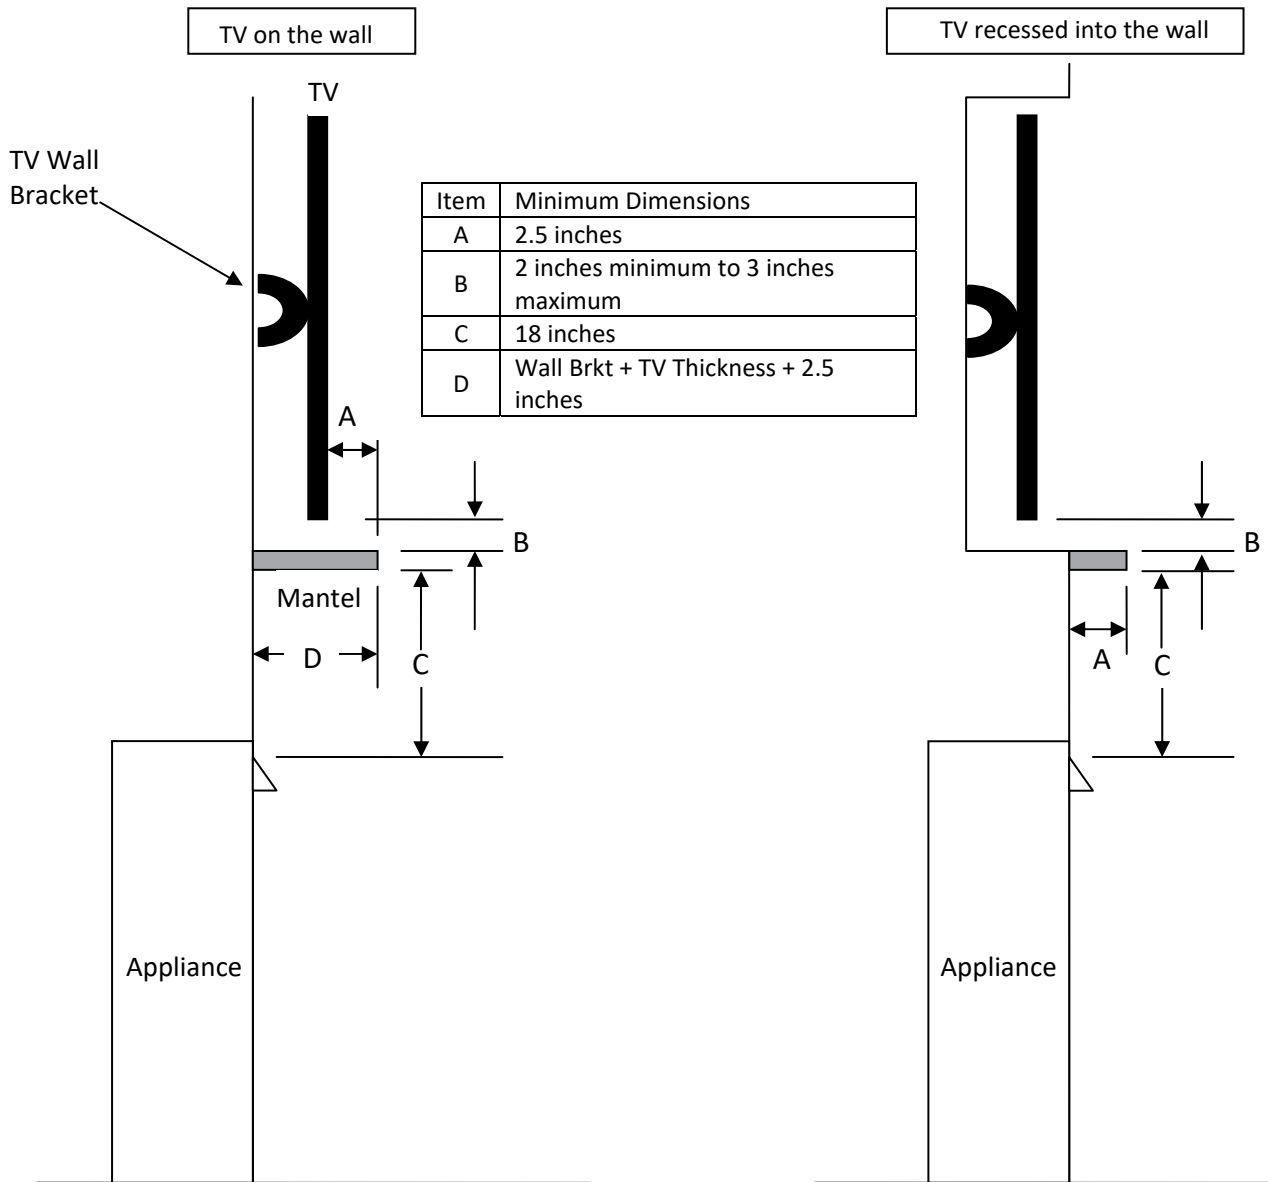 TV on the wall
TV recessed into the wall
TV
TV Wall
Bracket
Item Minimum Dimensions
A 2.5 inches
B 2 inches minimum to 3 inches
maximum
C 18 inches
D Wall Brkt + TV Thickness + 2.5
inches
A
B
Mantel
D
C
Appliance
B
A
C
Appliance